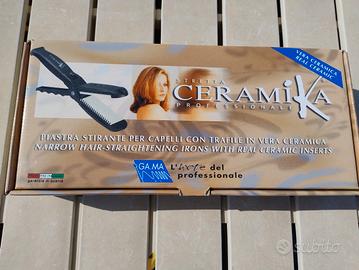 VERA CERAMICA
REAL CERAMIC
STRETTA
CERAMIKA
PROFESSIONALE
PIASTRA STIRANTE PER CAPELLI CON TRAFILE IN VERA CERAMICA
NARROW HAIR-STRAIGHTENING IRONS WITH REAL CERAMIC INSERTS
GA.MA
L'hope del
professionale
subito